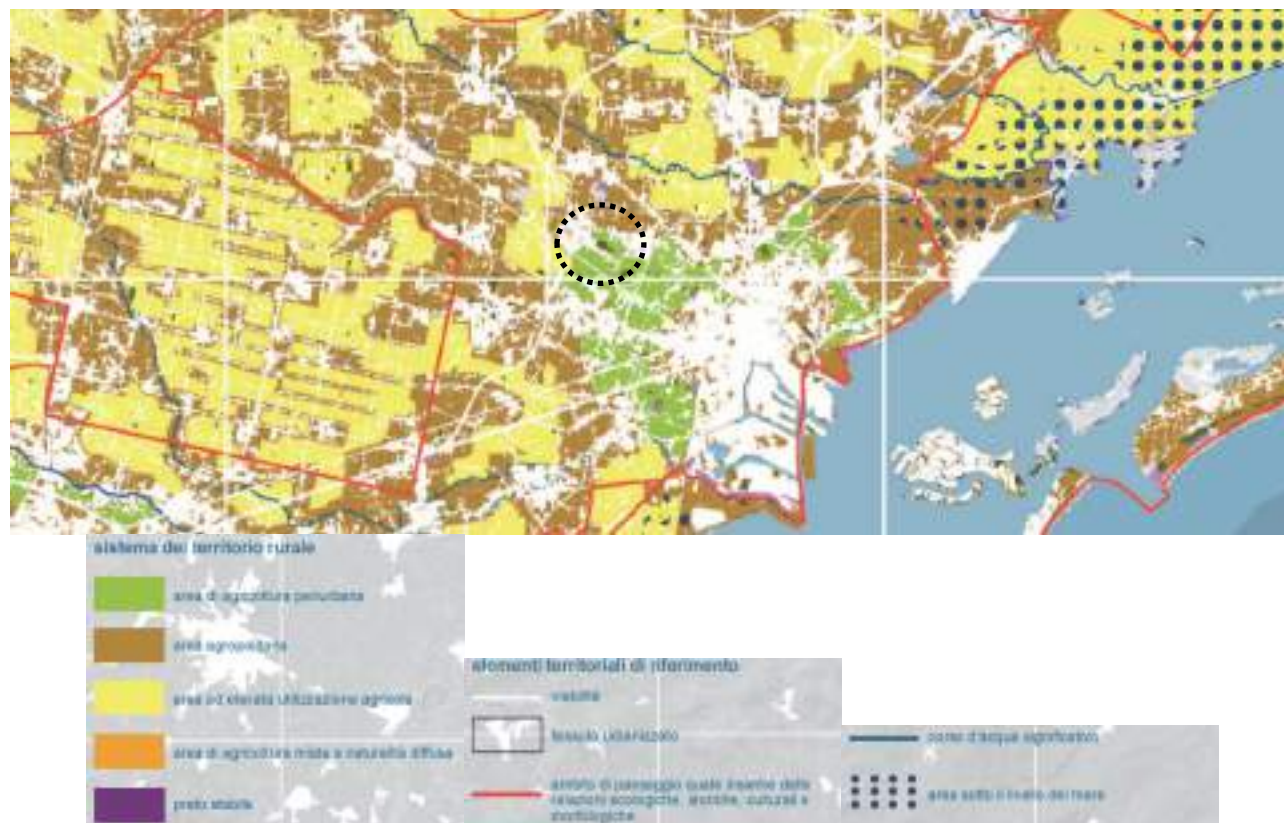 sistema del territorio rurale
area di agricoltura periurbana
area agropolitana
area ad elevata utilizzazione agricola
area di agricoltura mista a naturalità diffusa
prato stabile
elementi territoriali di riferimento
viabilità
tessuto urbanizzato
ambito di paesaggio quale insieme delle
relazioni ecologiche, storiche, culturali e
morfologiche
corso d'acqua significativo
area sotto il livello del mare